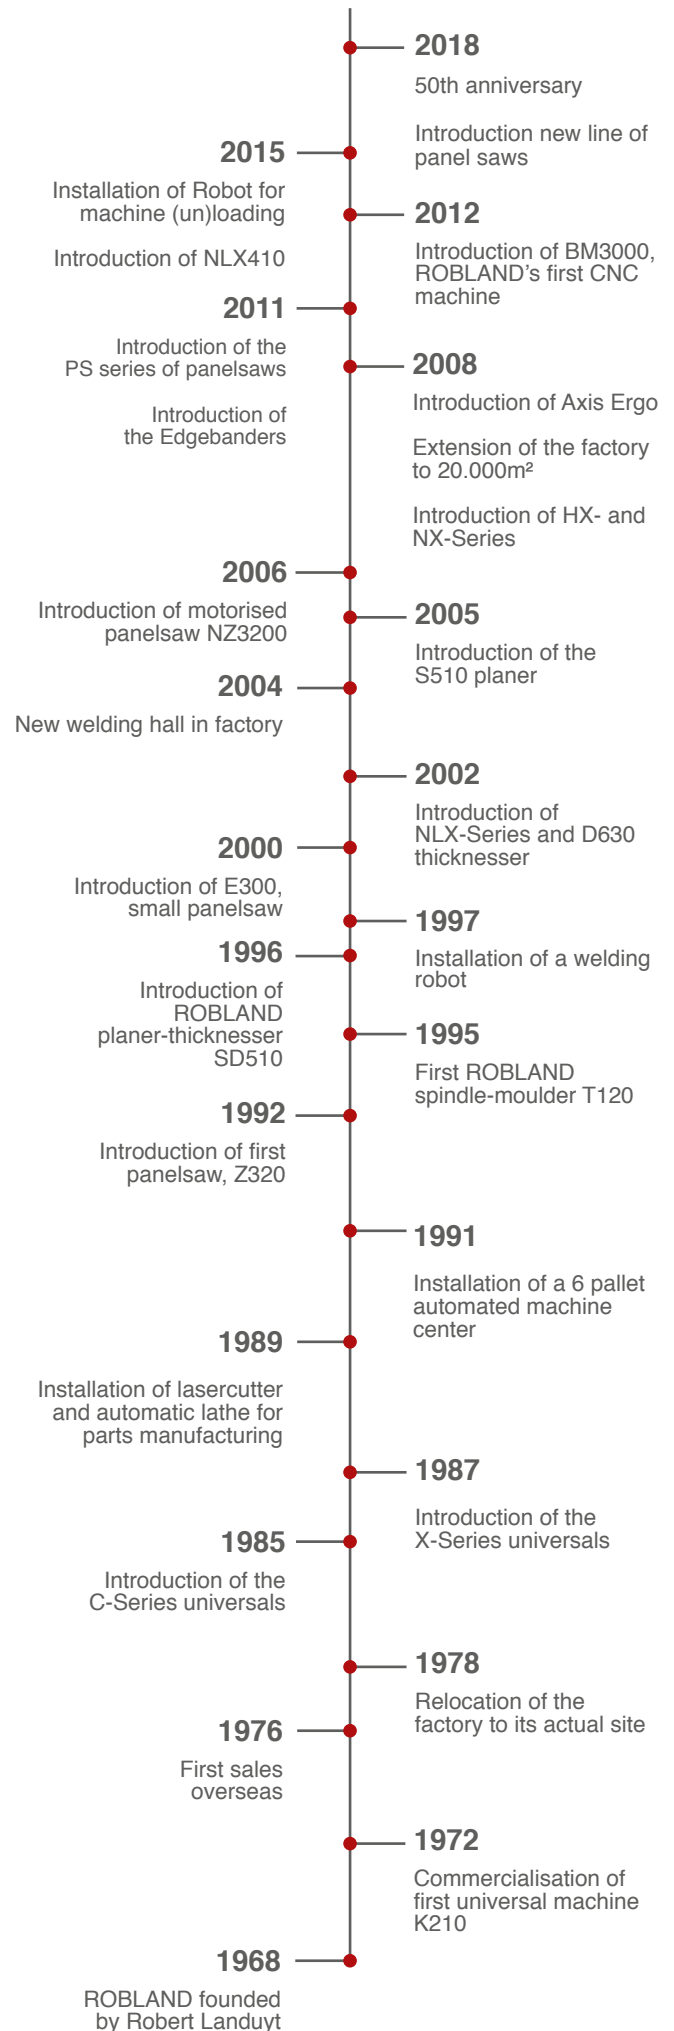 2018
50th anniversary
Introduction new line of
panel saws
2015
Installation of Robot for
machine (un)loading
Introduction of NLX410
2012
Introduction of BM3000,
ROBLAND's first CNC
machine
2011
Introduction of the
PS series of panelsaws
Introduction of
the Edgebanders
2008
Introduction of Axis Ergo
Extension of the factory
to 20.000m²
Introduction of HX- and
NX-Series
2006
Introduction of motorised
panelsaw NZ3200
2005
Introduction of the
S510 planer
2004
New welding hall in factory
2002
Introduction of
NLX-Series and D630
thicknesser
2000
Introduction of E300,
small panelsaw
1997
Installation of a welding
robot
1996
Introduction of
ROBLAND
planer-thicknesser
SD510
1995
First ROBLAND
spindle-moulder T120
1992
Introduction of first
panelsaw, Z320
1991
Installation of a 6 pallet
automated machine
center
1989
Installation of lasercutter
and automatic lathe for
parts manufacturing
1987
Introduction of the
X-Series universals
1985
Introduction of the
C-Series universals
1978
Relocation of the
factory to its actual site
1976
First sales
overseas
1972
Commercialisation of
first universal machine
K210
1968
ROBLAND founded
by Robert Landuyt